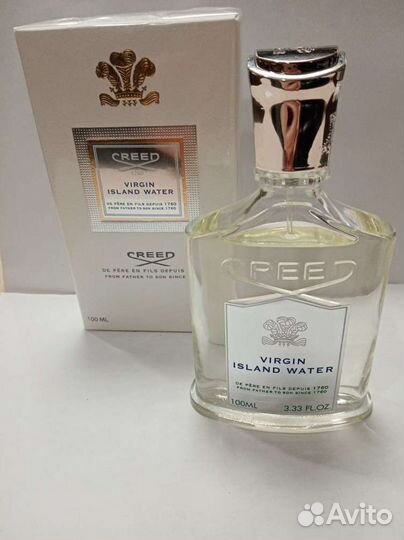 CREED
1760
VIRGIN
ISLAND WATER
DE PÈRE EN FILS DEPUIS 1760
FROM FATHER TO SON SINCE 1760
CREED
DE PÈRE EN FILS DEPUIS
FROM FATHER TO SON SINCE
100 ML
CREED
VIRGIN
ISLAND WATER
DE PÈRE EN FILS DEPUIS 1760
FROM FATHER TO SON SINCE 1760
100ML 3.33 FL.OZ
Avito